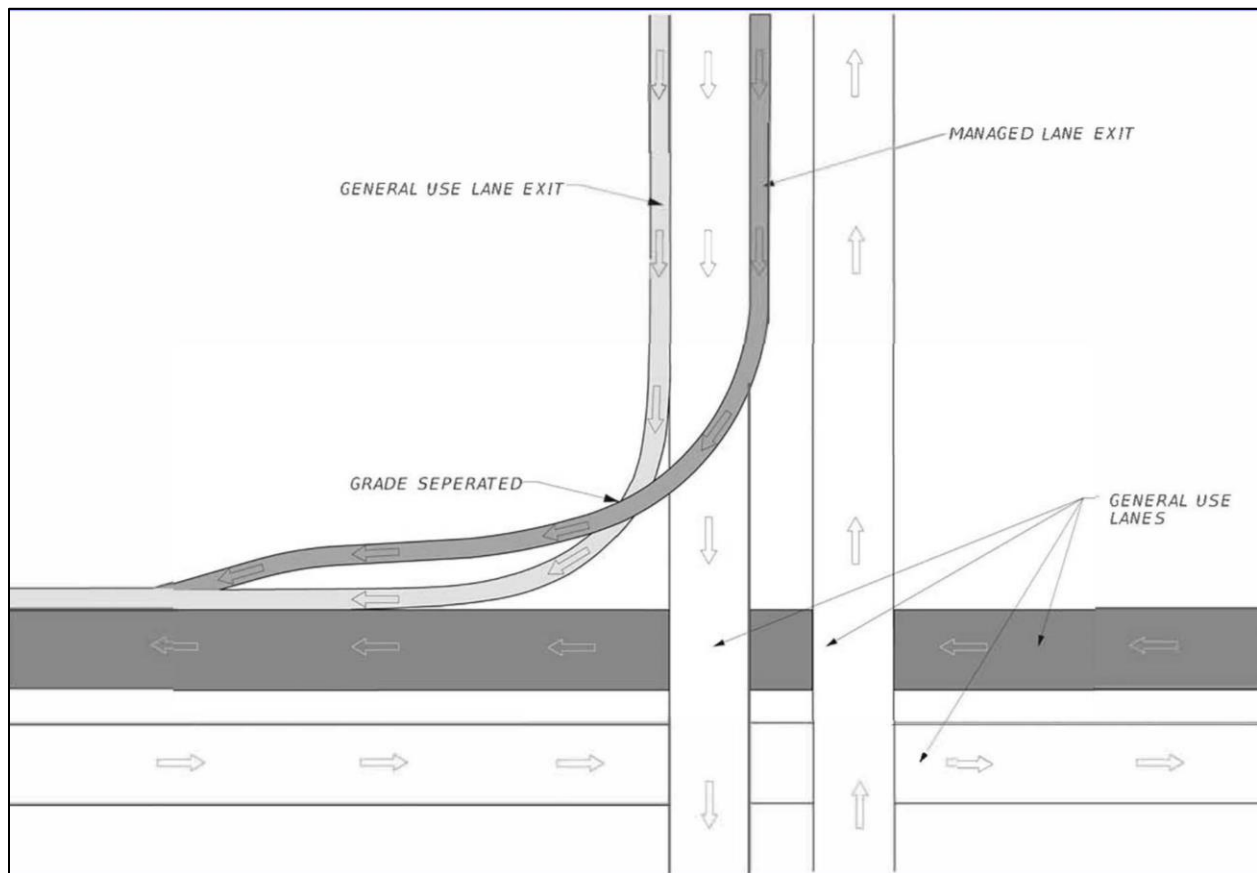 MANAGED LANE EXIT
GENERAL USE LANE EXIT
GRADE SEPERATED
GENERAL USE
LANES